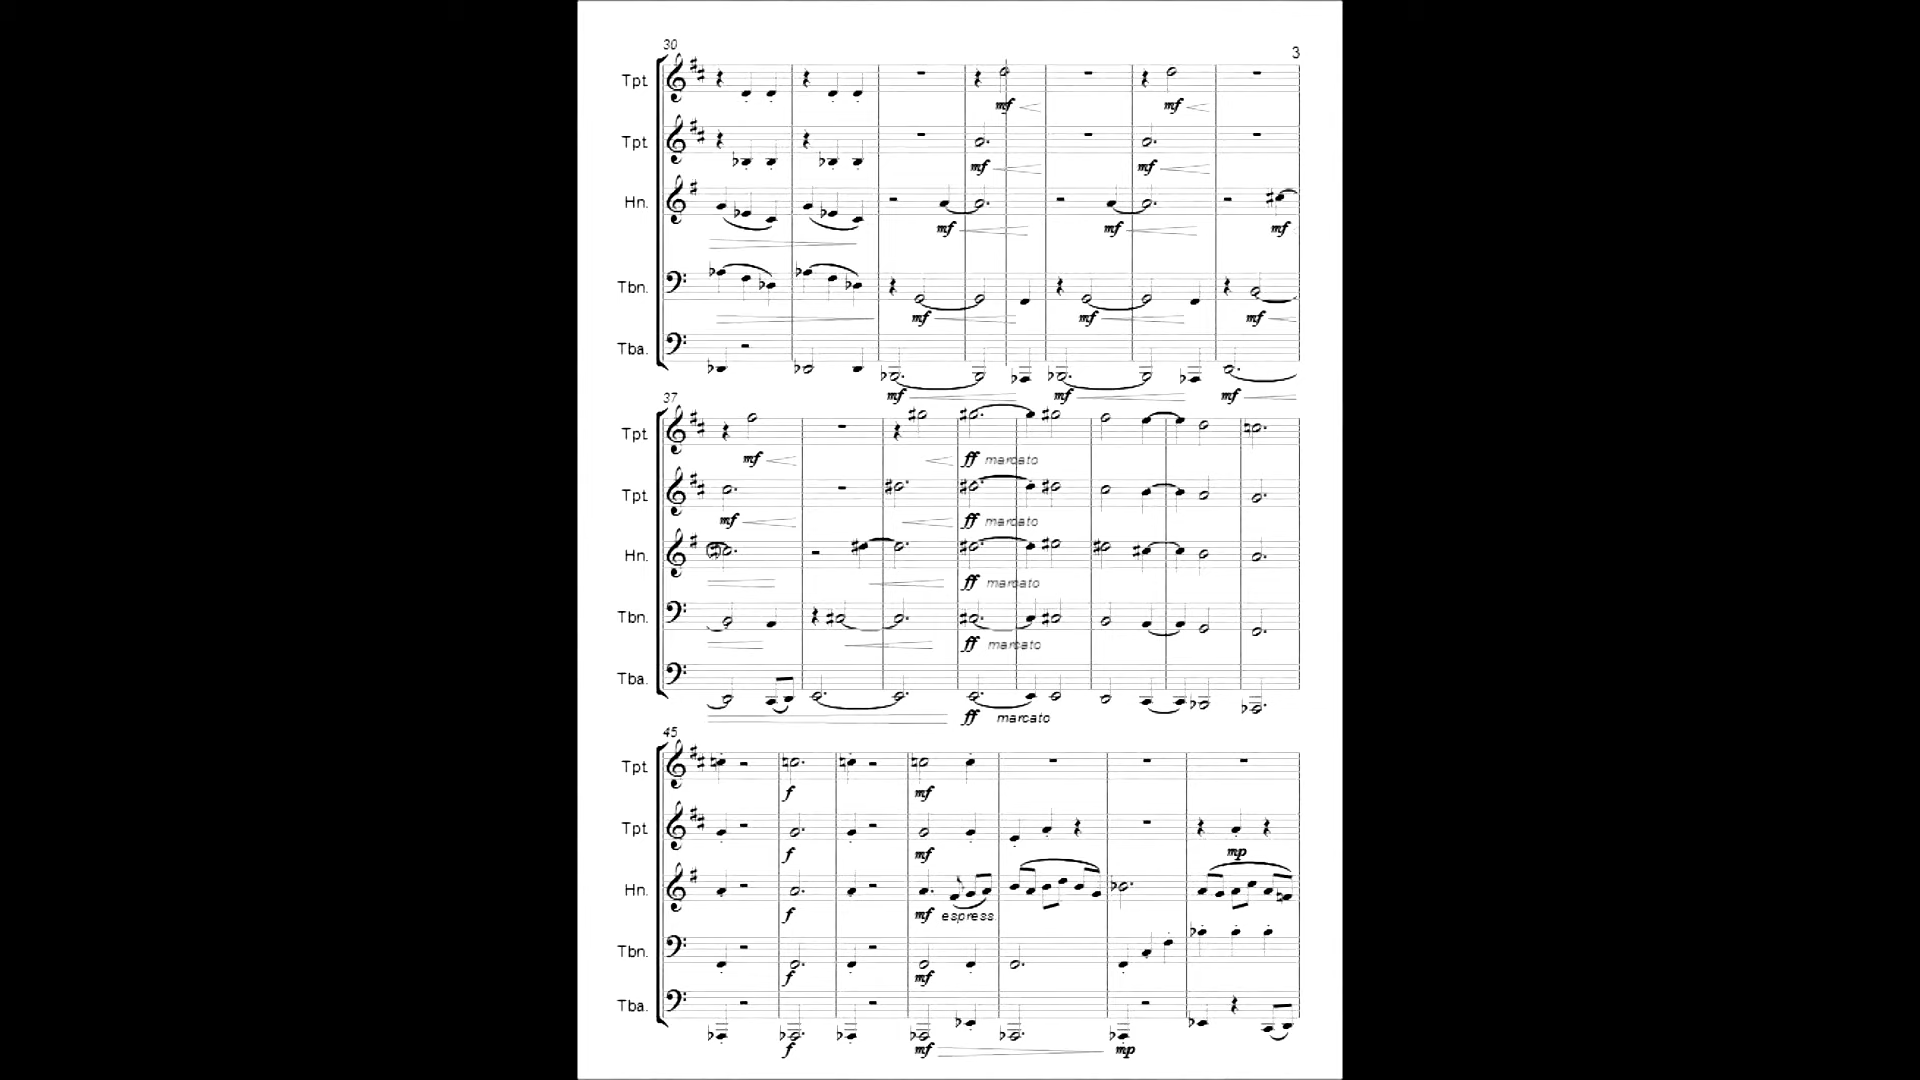 30
3
Tpt.
mf mf
Tpt.
mf mf
Hn.
mf mf mf
Tbn.
mf mf mf
Tba.
mf mf mf
37
Tpt.
mf ff marcato
Tpt.
mf ff marcato
Hn.
ff marcato
Tbn.
ff marcato
Tba.
ff marcato
45
Tpt.
f mf
Tpt.
f mf mp
Hn.
f mf espress.
Tbn.
f mf
Tba.
f mf mp